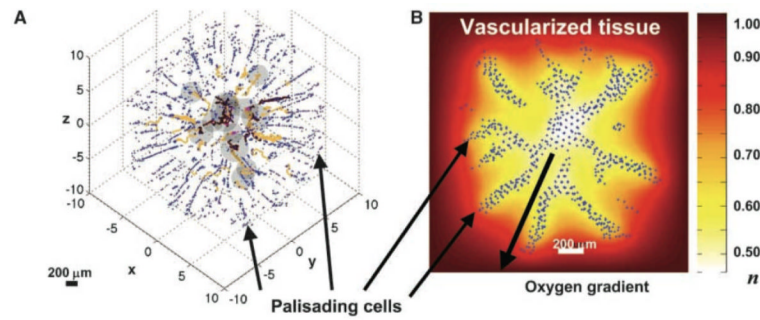 A
15
10
5
z
0
-5
-10
-10
-5
0
5
10
x
-10
-5
0
5
10
y
200 μm
Palisading cells
B
Vascularized tissue
200 μm
Oxygen gradient
1.00
0.90
0.80
0.70
0.60
0.50
n